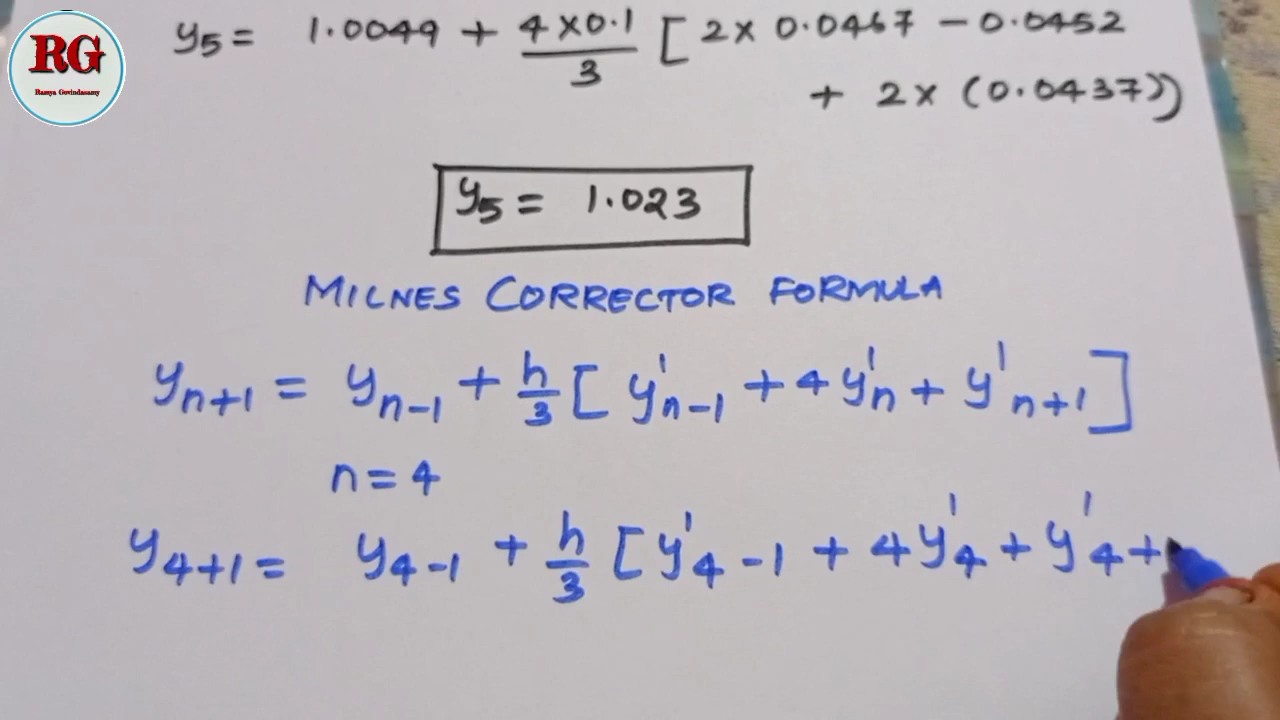 RG
Ramya Govindasamy
y₅ = 1.0049 + 4×0.1/3 [2× 0.0467 − 0.0452
+ 2× (0.0437)]
y₅ = 1.023
MILNES CORRECTOR FORMULA
yₙ₊₁ = yₙ₋₁ + h/3 [y'ₙ₋₁ + 4y'ₙ + y'ₙ₊₁]
n = 4
y₄₊₁ = y₄₋₁ + h/3 [y'₄₋₁ + 4y'₄ + y'₄₊